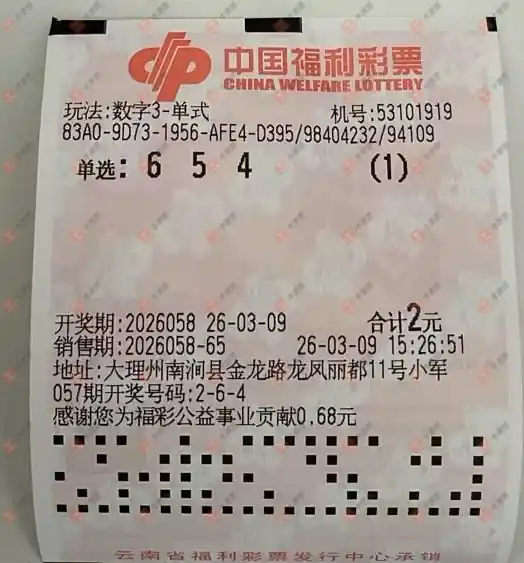 中国福利彩票
CHINA WELFARE LOTTERY
玩法:数字3-单式 机号:53101919
83A0-9D73-1956-AFE4-D395/98404232/94109
单选: 6 5 4 (1)
开奖期:2026058 26-03-09 合计2元
销售期:2026058-65 26-03-09 15:26:51
地址:大理州南涧县金龙路龙凤丽都11号小军
057期开奖号码:2-6-4
感谢您为福彩公益事业贡献0.68元
云南省福利彩票发行中心承销